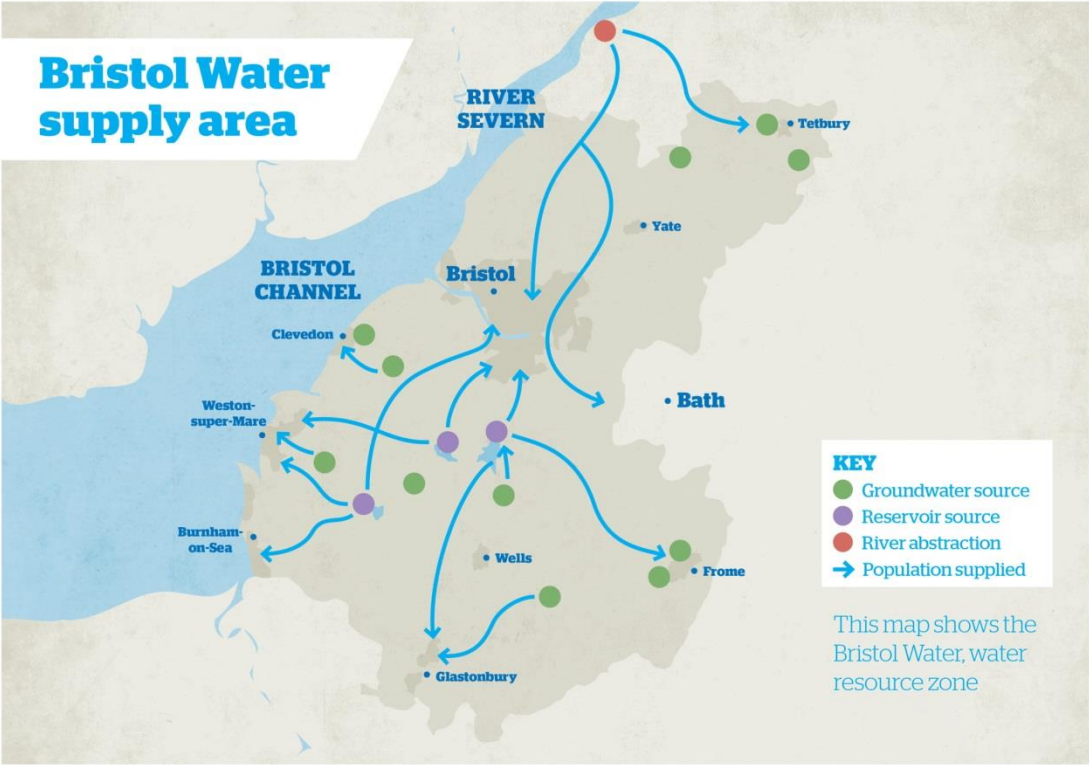 Bristol Water
supply area
RIVER
SEVERN
Tetbury
Yate
BRISTOL
CHANNEL
Bristol
Clevedon
Weston-
super-Mare
Bath
Burnham-
on-Sea
Wells
Frome
Glastonbury
KEY
Groundwater source
Reservoir source
River abstraction
Population supplied
This map shows the
Bristol Water, water
resource zone